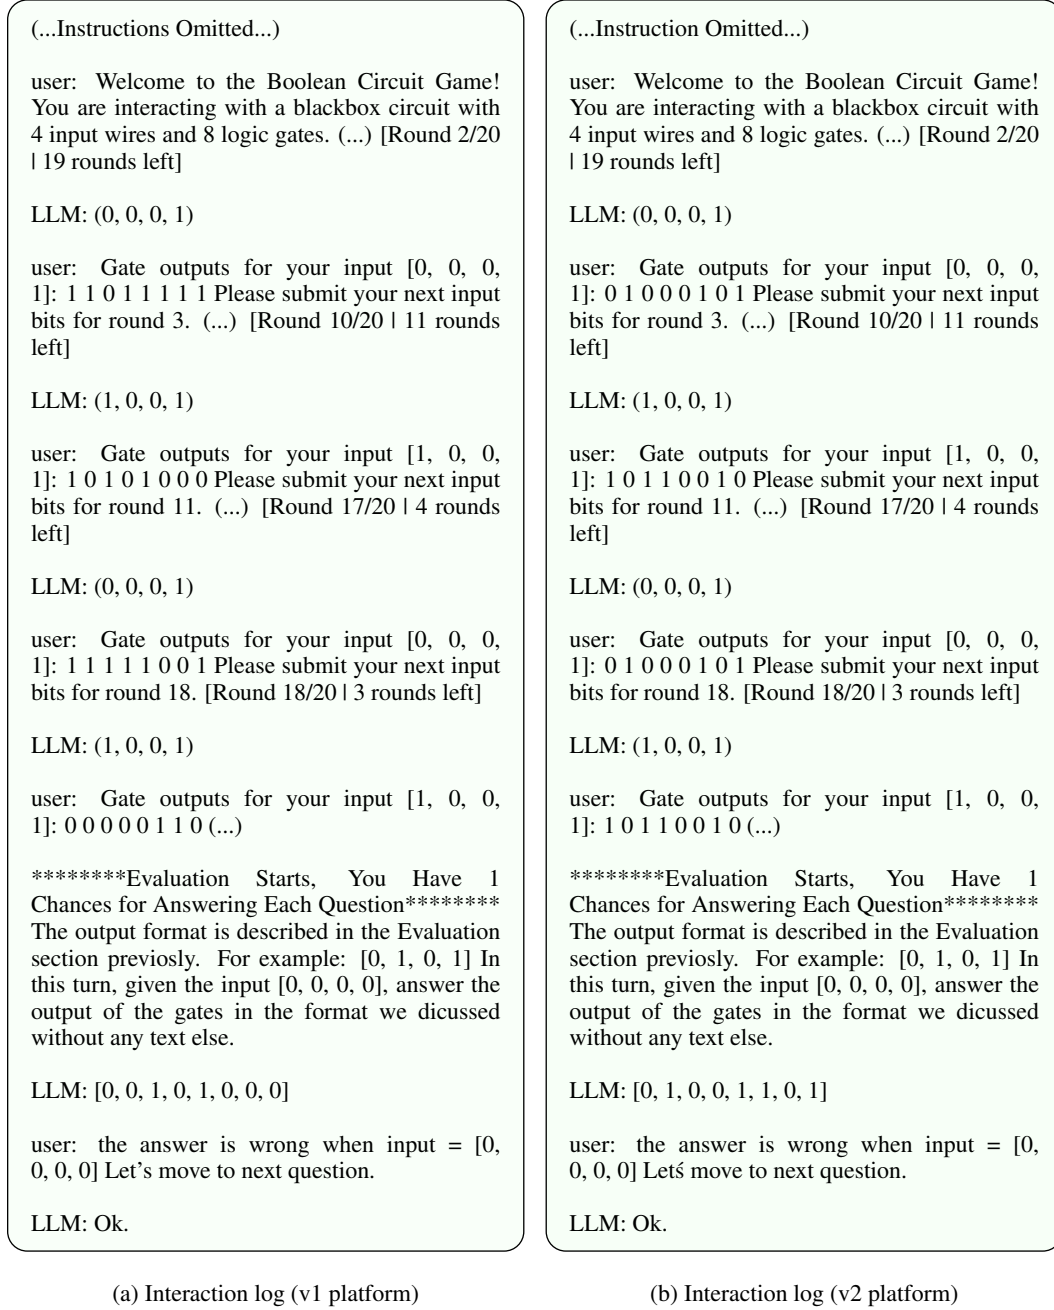 (...Instructions Omitted...)
user: Welcome to the Boolean Circuit Game!
You are interacting with a blackbox circuit with
4 input wires and 8 logic gates. (...) [Round 2/20
| 19 rounds left]
LLM: (0, 0, 0, 1)
user: Gate outputs for your input [0, 0, 0,
1]: 1 1 0 1 1 1 1 1 Please submit your next input
bits for round 3. (...) [Round 10/20 | 11 rounds
left]
LLM: (1, 0, 0, 1)
user: Gate outputs for your input [1, 0, 0,
1]: 1 0 1 0 1 0 0 0 Please submit your next input
bits for round 11. (...) [Round 17/20 | 4 rounds
left]
LLM: (0, 0, 0, 1)
user: Gate outputs for your input [0, 0, 0,
1]: 1 1 1 1 1 0 0 1 Please submit your next input
bits for round 18. [Round 18/20 | 3 rounds left]
LLM: (1, 0, 0, 1)
user: Gate outputs for your input [1, 0, 0,
1]: 0 0 0 0 0 1 1 0 (...)
********Evaluation Starts, You Have 1
Chances for Answering Each Question********
The output format is described in the Evaluation
section previosly. For example: [0, 1, 0, 1] In
this turn, given the input [0, 0, 0, 0], answer the
output of the gates in the format we dicussed
without any text else.
LLM: [0, 0, 1, 0, 1, 0, 0, 0]
user: the answer is wrong when input = [0,
0, 0, 0] Let's move to next question.
LLM: Ok.
(a) Interaction log (v1 platform)
(...Instruction Omitted...)
user: Welcome to the Boolean Circuit Game!
You are interacting with a blackbox circuit with
4 input wires and 8 logic gates. (...) [Round 2/20
| 19 rounds left]
LLM: (0, 0, 0, 1)
user: Gate outputs for your input [0, 0, 0,
1]: 0 1 0 0 0 1 0 1 Please submit your next input
bits for round 3. (...) [Round 10/20 | 11 rounds
left]
LLM: (1, 0, 0, 1)
user: Gate outputs for your input [1, 0, 0,
1]: 1 0 1 1 0 0 1 0 Please submit your next input
bits for round 11. (...) [Round 17/20 | 4 rounds
left]
LLM: (0, 0, 0, 1)
user: Gate outputs for your input [0, 0, 0,
1]: 0 1 0 0 0 1 0 1 Please submit your next input
bits for round 18. [Round 18/20 | 3 rounds left]
LLM: (1, 0, 0, 1)
user: Gate outputs for your input [1, 0, 0,
1]: 1 0 1 1 0 0 1 0 (...)
********Evaluation Starts, You Have 1
Chances for Answering Each Question********
The output format is described in the Evaluation
section previosly. For example: [0, 1, 0, 1] In
this turn, given the input [0, 0, 0, 0], answer the
output of the gates in the format we dicussed
without any text else.
LLM: [0, 1, 0, 0, 1, 1, 0, 1]
user: the answer is wrong when input = [0,
0, 0, 0] Letś move to next question.
LLM: Ok.
(b) Interaction log (v2 platform)